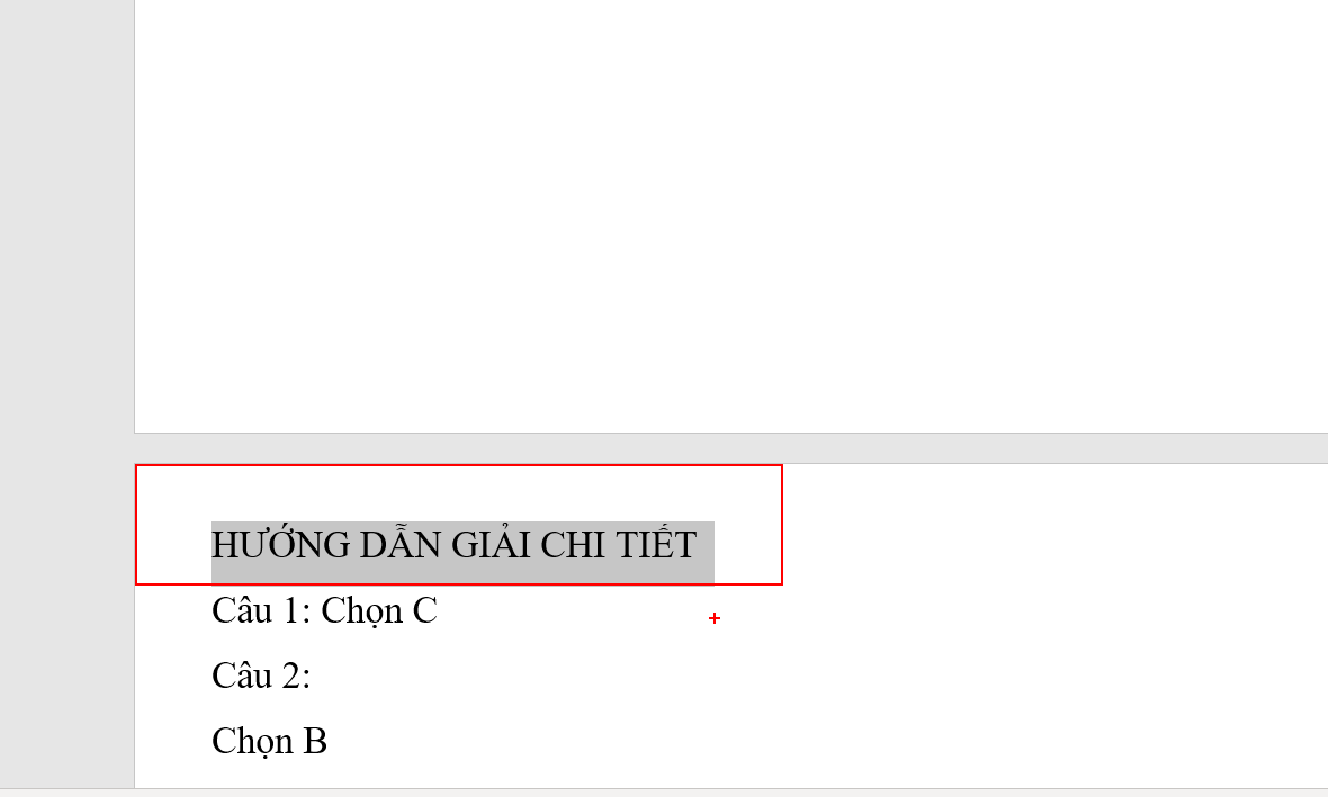 HƯỚNG DẪN GIẢI CHI TIẾT
Câu 1: Chọn C
Câu 2:
Chọn B